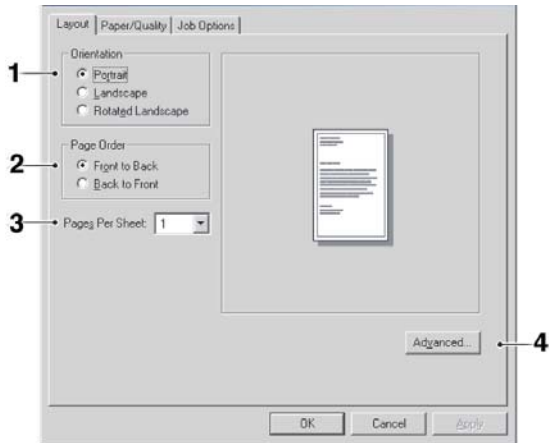 Layout Paper/Quality Job Options
Orientation
1 Portrait
Landscape
Rotated Landscape
Page Order
2 Front to Back
Back to Front
3 Pages Per Sheet: 1
Advanced... 4
OK Cancel Apply